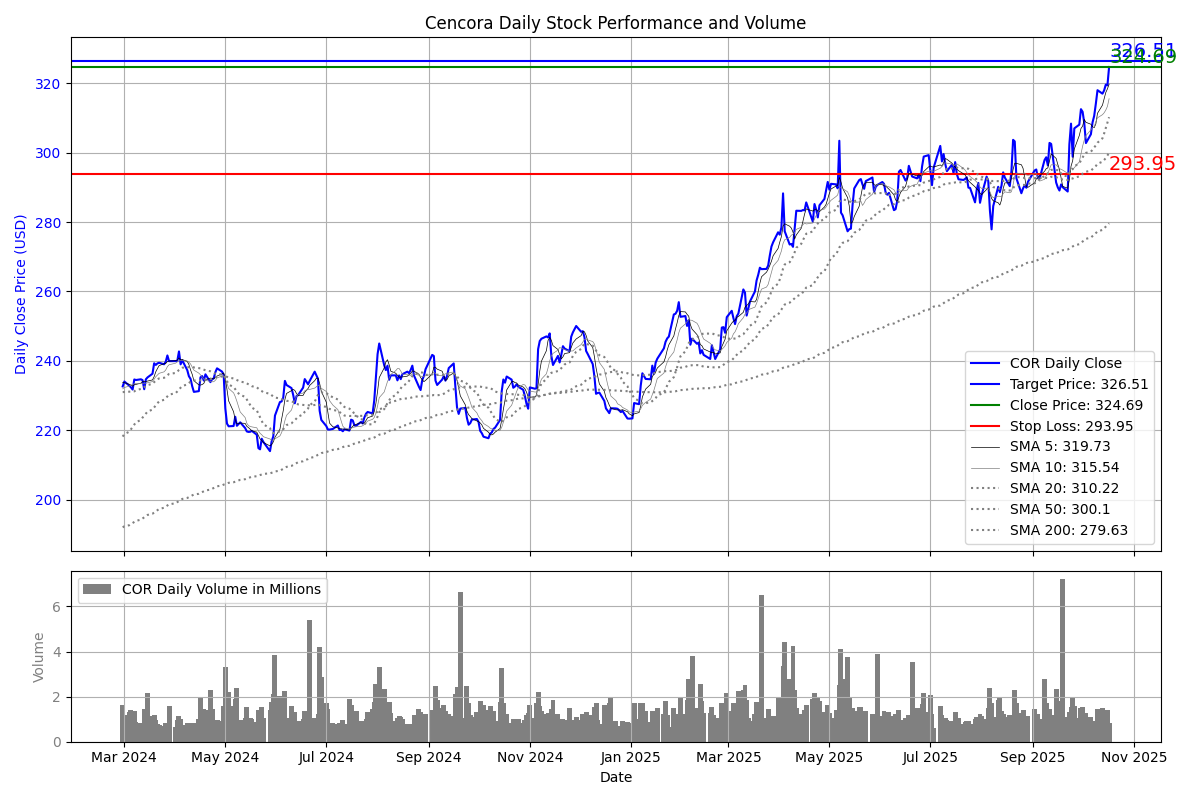 Cencora Daily Stock Performance and Volume
326.51
324.69
320
300
293.95
280
260
240
220
200
Daily Close Price (USD)
COR Daily Close
Target Price: 326.51
Close Price: 324.69
Stop Loss: 293.95
SMA 5: 319.73
SMA 10: 315.54
SMA 20: 310.22
SMA 50: 300.1
SMA 200: 279.63
COR Daily Volume in Millions
6
4
2
0
Volume
Mar 2024 May 2024 Jul 2024 Sep 2024 Nov 2024 Jan 2025 Mar 2025 May 2025 Jul 2025 Sep 2025 Nov 2025
Date